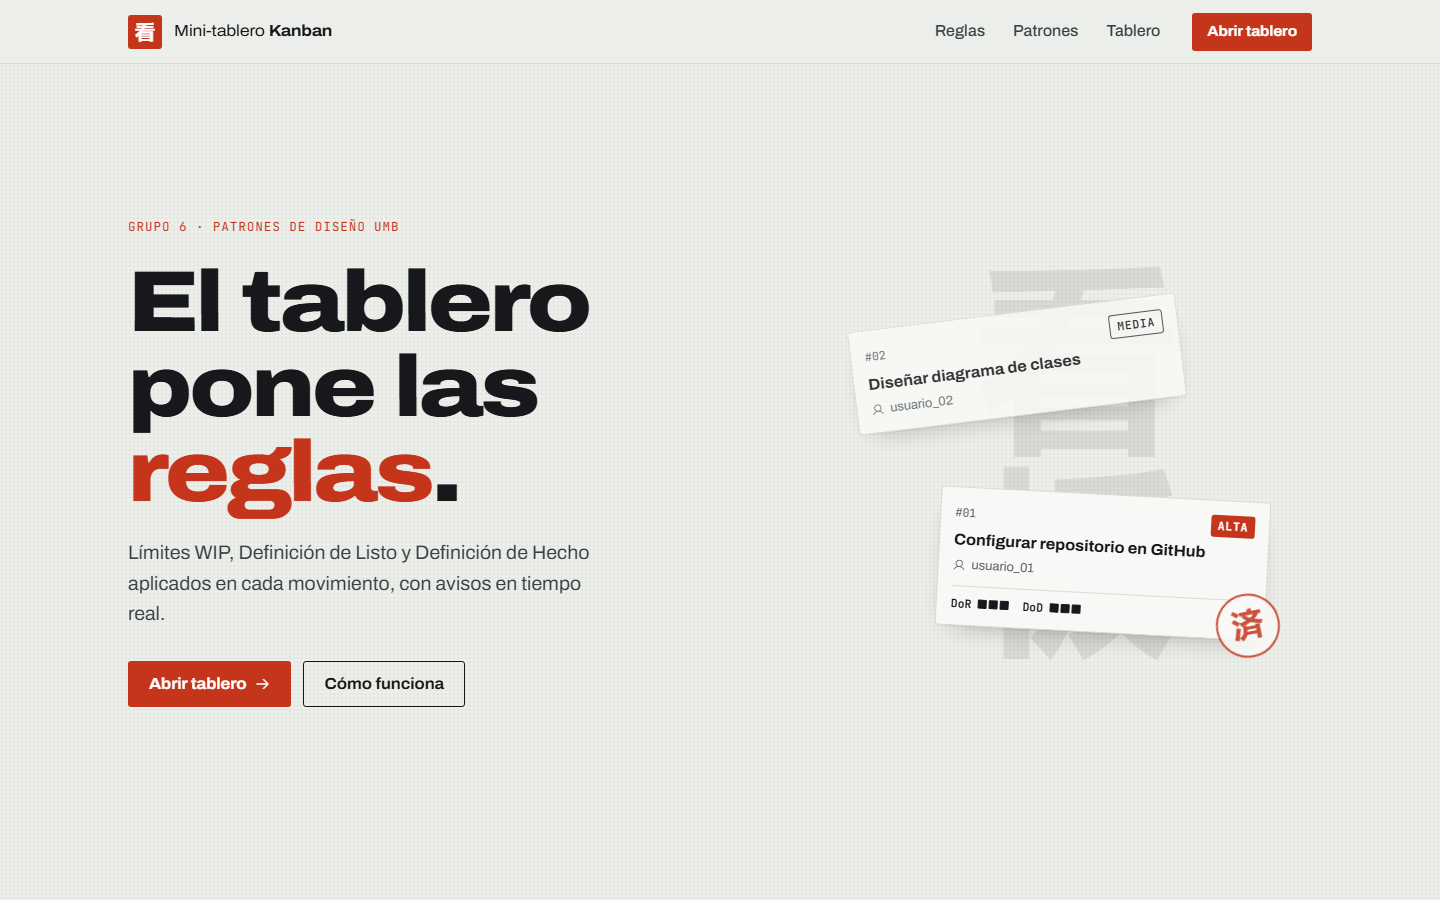 看 Mini-tablero Kanban
Reglas Patrones Tablero Abrir tablero
GRUPO 6 · PATRONES DE DISEÑO UMB
El tablero
pone las
reglas.
Límites WIP, Definición de Listo y Definición de Hecho
aplicados en cada movimiento, con avisos en tiempo
real.
Abrir tablero →
Cómo funciona
看
#02
MEDIA
Diseñar diagrama de clases
usuario_02
#01
ALTA
Configurar repositorio en GitHub
usuario_01
DoR DoD
済